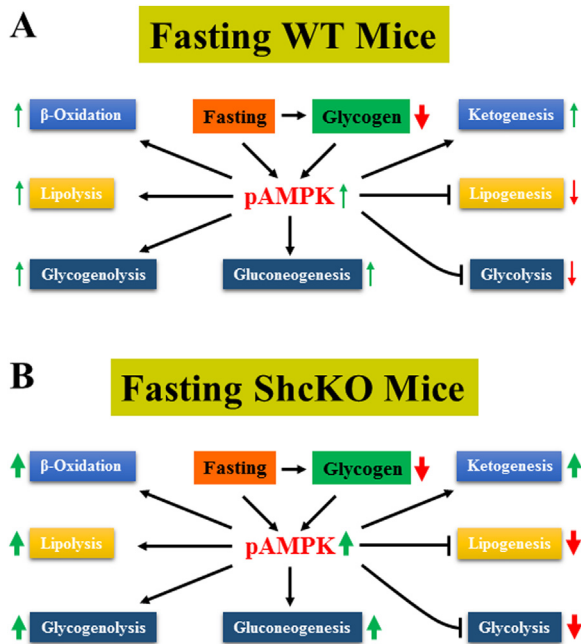 A
Fasting WT Mice
β-Oxidation
Fasting
Glycogen
Ketogenesis
Lipolysis
pAMPK
Lipogenesis
Glycogenolysis
Gluconeogenesis
Glycolysis
B
Fasting ShcKO Mice
β-Oxidation
Fasting
Glycogen
Ketogenesis
Lipolysis
pAMPK
Lipogenesis
Glycogenolysis
Gluconeogenesis
Glycolysis